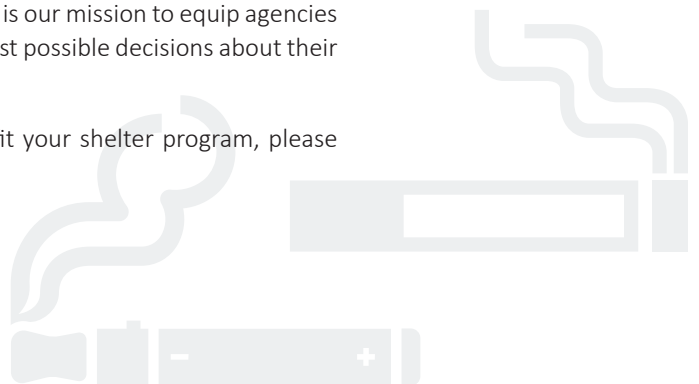 is our mission to equip agencies
st possible decisions about their
it your shelter program, please